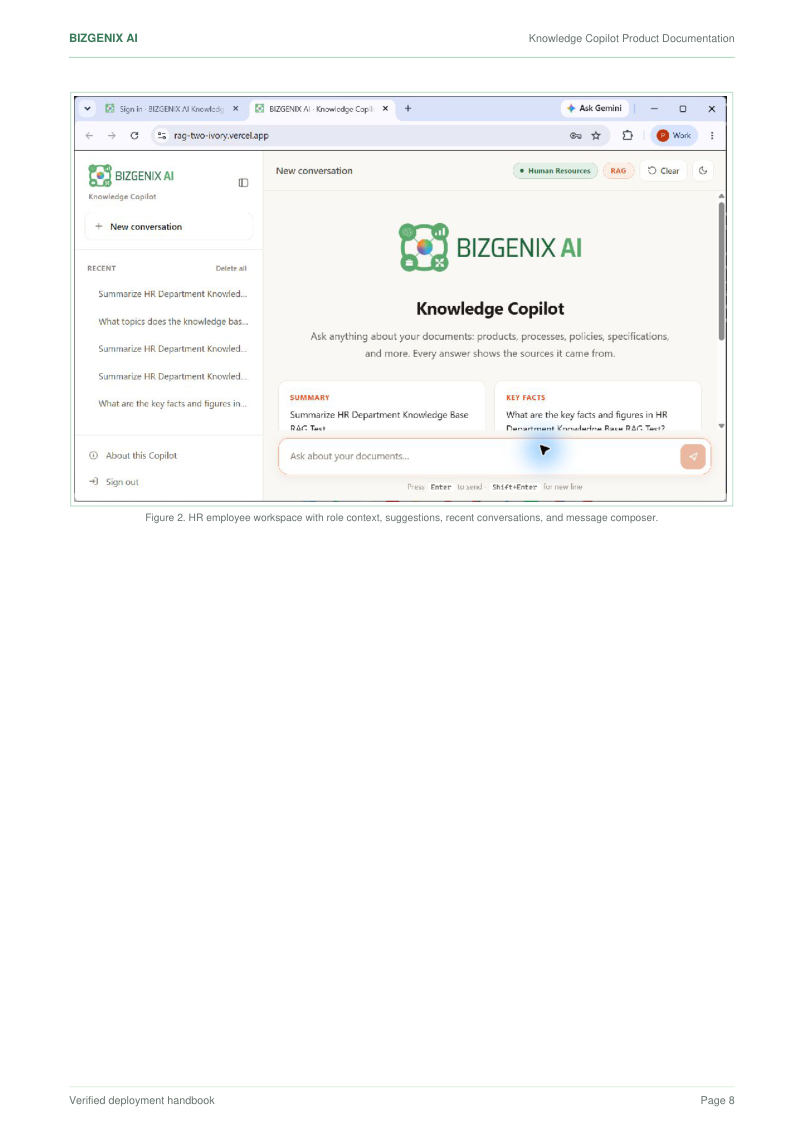 BIZGENIX AI
Knowledge Copilot Product Documentation
Sign in - BIZGENIX AI Knowledg
BIZGENIX AI - Knowledge Copil
Ask Gemini
rag-two-ivory.vercel.app
Work
BIZGENIX AI
Knowledge Copilot
New conversation
RECENT
Delete all
Summarize HR Department Knowled...
What topics does the knowledge bas...
Summarize HR Department Knowled...
Summarize HR Department Knowled...
What are the key facts and figures in...
About this Copilot
Sign out
New conversation
Human Resources
RAG
Clear
BIZGENIX AI
Knowledge Copilot
Ask anything about your documents: products, processes, policies, specifications,
and more. Every answer shows the sources it came from.
SUMMARY
Summarize HR Department Knowledge Base
RAG Test
KEY FACTS
What are the key facts and figures in HR
Department Knowledge Base RAG Test?
Ask about your documents...
Press Enter to send · Shift+Enter for new line
Figure 2. HR employee workspace with role context, suggestions, recent conversations, and message composer.
Verified deployment handbook
Page 8